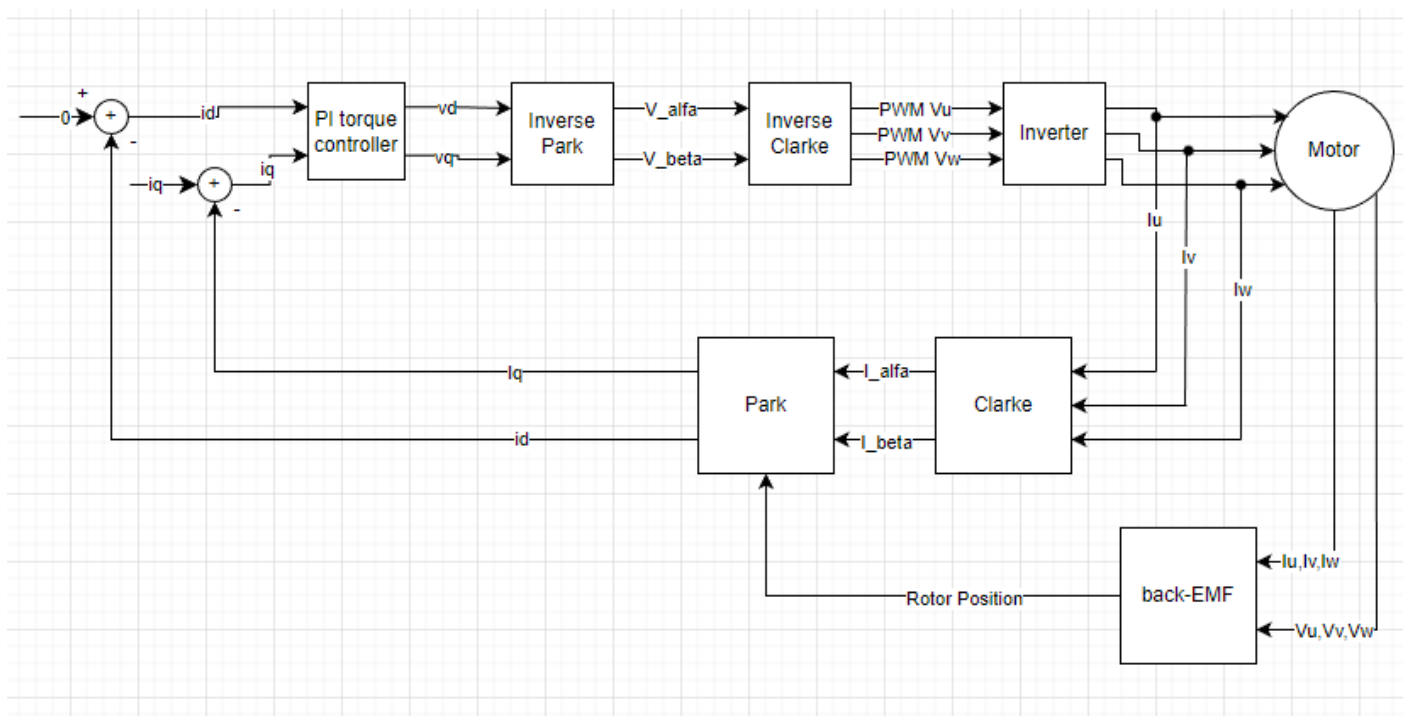 +
0
+
-
id
PI torque
controller
vd
vq
Inverse
Park
V_alfa
V_beta
Inverse
Clarke
PWM Vu
PWM Vv
PWM Vw
Inverter
Motor
iq
+
-
iq
Iu
Iv
Iw
Iq
id
Park
I_alfa
I_beta
Clarke
Rotor Position
back-EMF
Iu,Iv,Iw
Vu,Vv,Vw